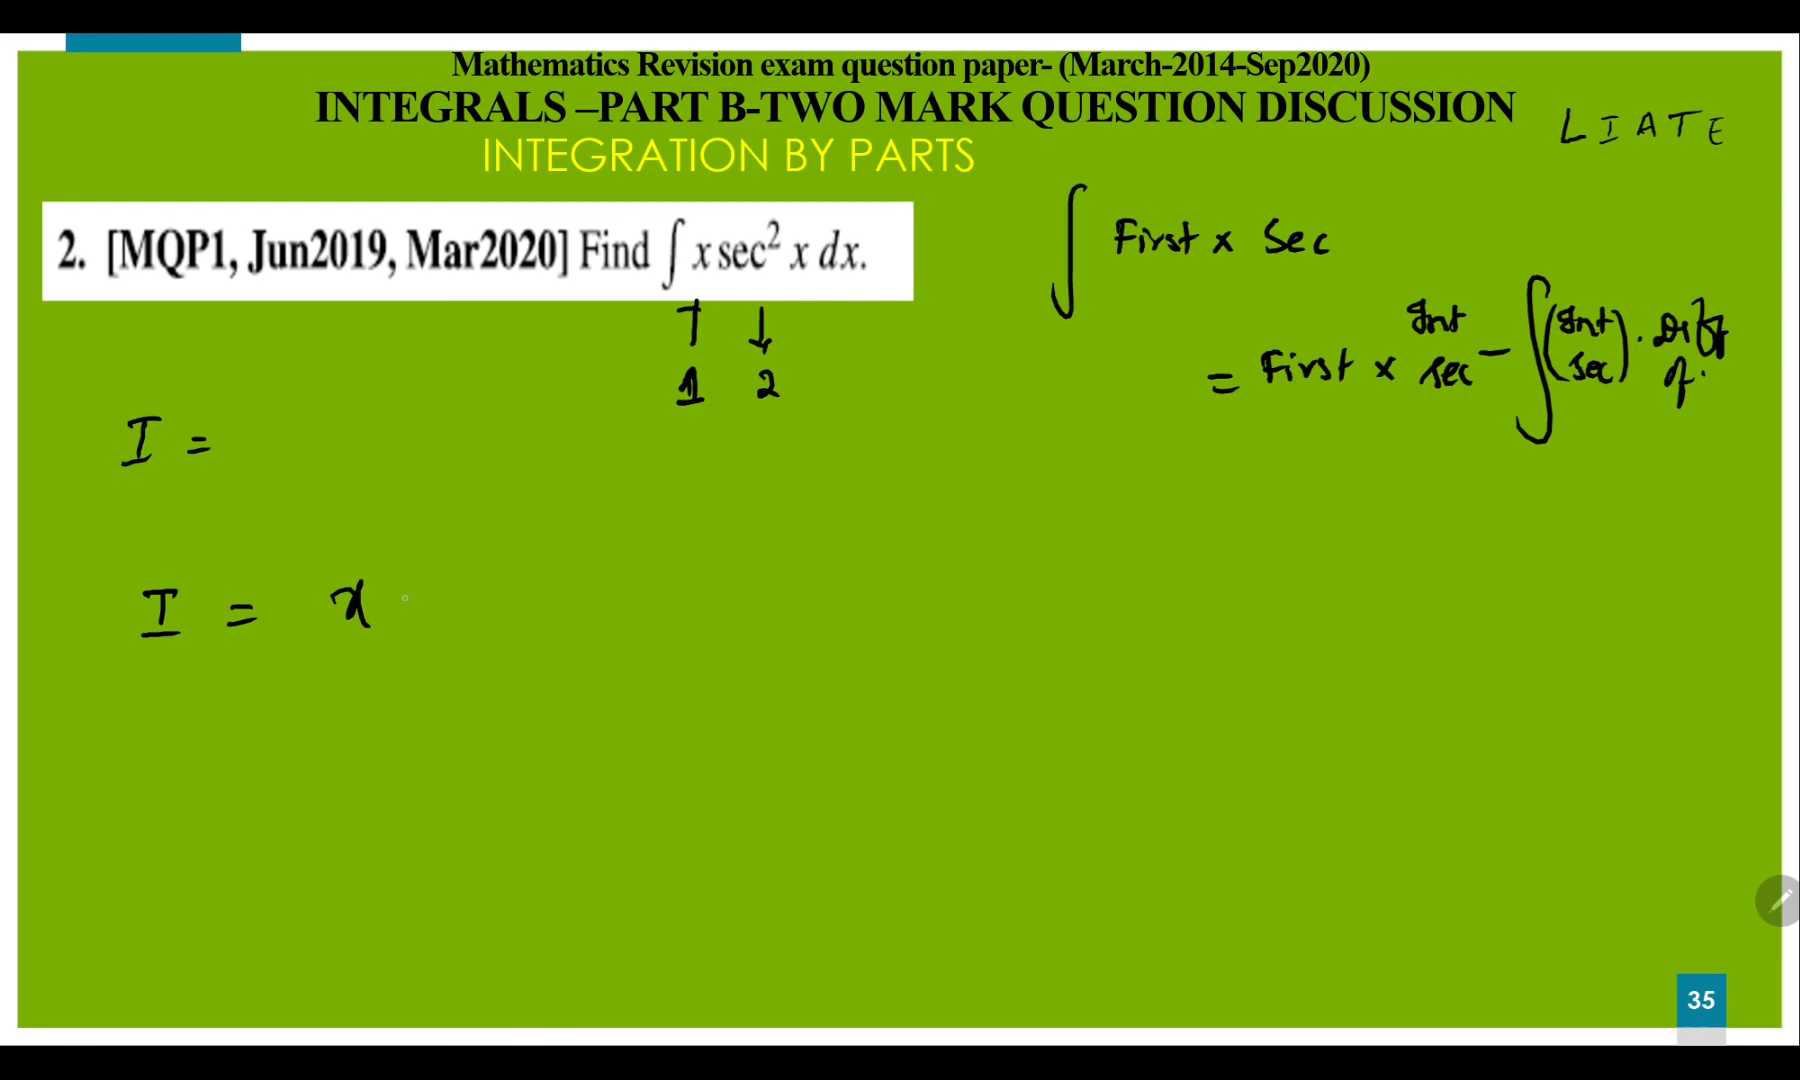 Mathematics Revision exam question paper- (March-2014-Sep2020)
INTEGRALS –PART B-TWO MARK QUESTION DISCUSSION
LIATE
INTEGRATION BY PARTS
2. [MQP1, Jun2019, Mar2020] Find ∫ x sec² x dx.
∫ First x Sec
↑ ↓
1 2
= First x Int sec – ∫ (Int sec) . Diff of .
I =
I = x
35